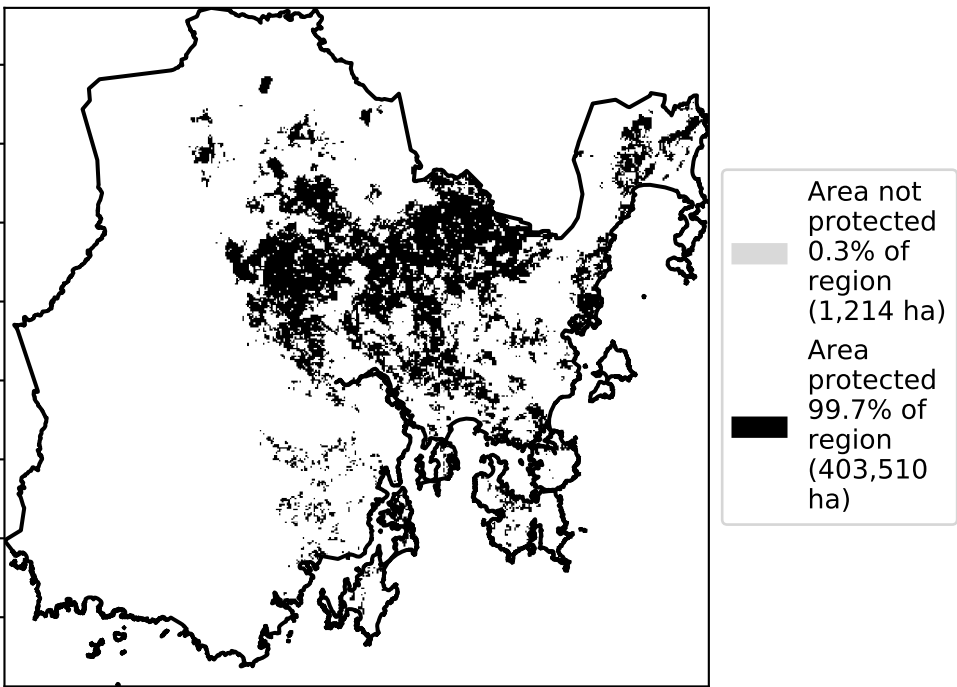 Area not
protected
0.3% of
region
(1,214 ha)
Area
protected
99.7% of
region
(403,510
ha)